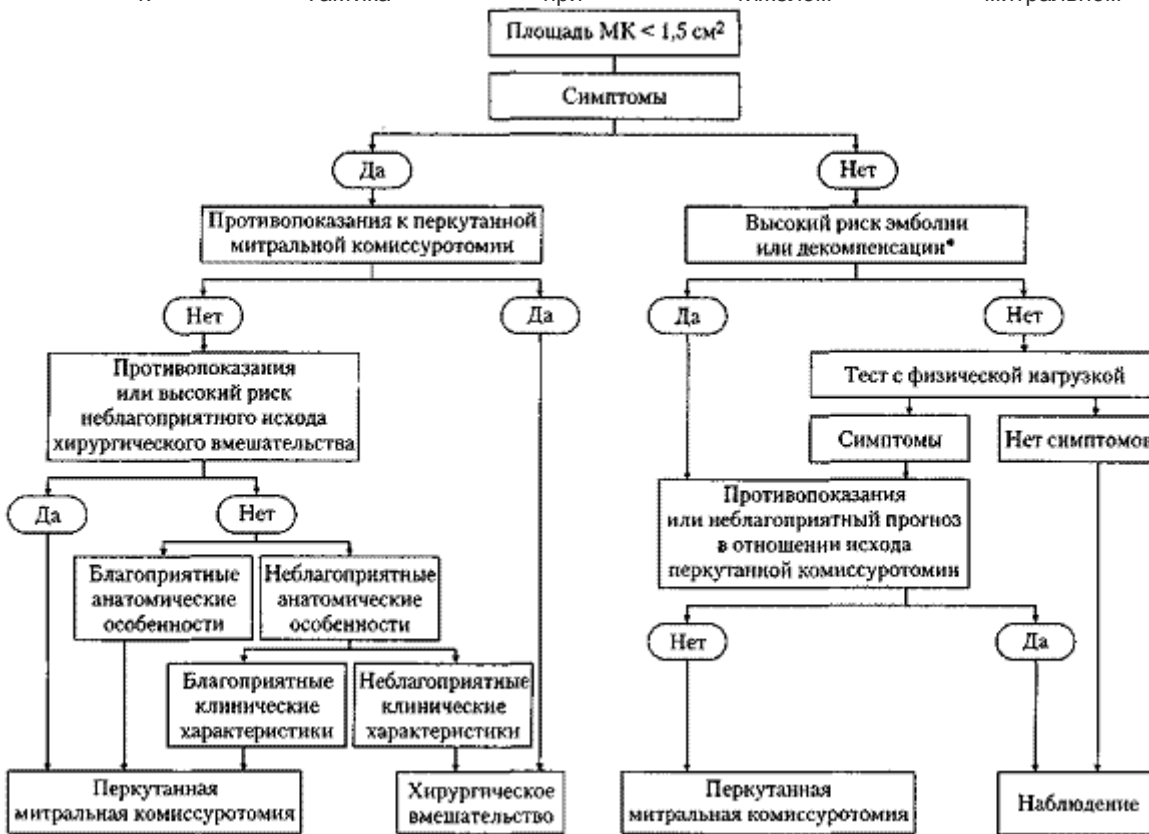 Площадь МК < 1,5 см²
Симптомы
Да
Нет
Противопоказания к перкутанной
митральной комиссуротомии
Высокий риск эмболии
или декомпенсации*
Нет
Да
Да
Нет
Противопоказания
или высокий риск
неблагоприятного исхода
хирургического вмешательства
Тест с физической нагрузкой
Симптомы
Нет симптомов
Да
Нет
Противопоказания
или неблагоприятный прогноз
в отношении исхода
перкутанной комиссуротомии
Благоприятные
анатомические
особенности
Неблагоприятные
анатомические
особенности
Нет
Да
Благоприятные
клинические
характеристики
Неблагоприятные
клинические
характеристики
Перкутанная
митральная комиссуротомия
Хирургическое
вмешательство
Перкутанная
митральная комиссуротомия
Наблюдение